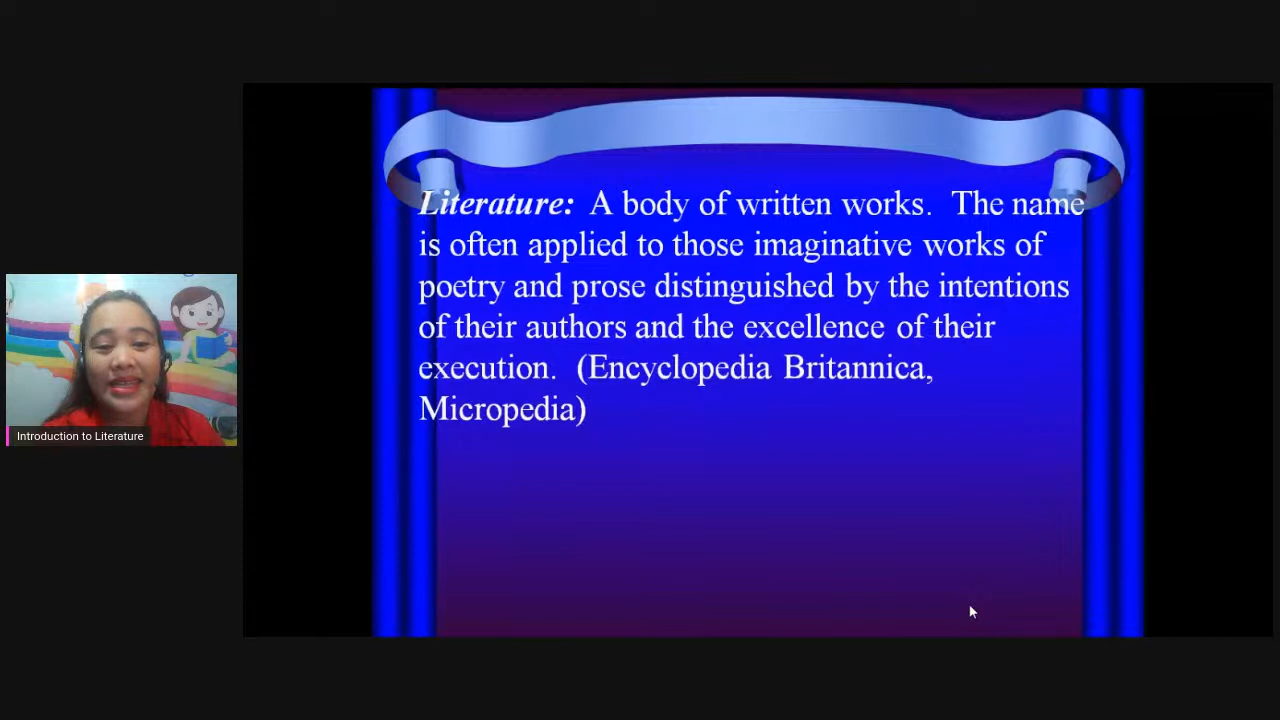 Literature: A body of written works. The name
is often applied to those imaginative works of
poetry and prose distinguished by the intentions
of their authors and the excellence of their
execution. (Encyclopedia Britannica,
Micropedia)
Introduction to Literature